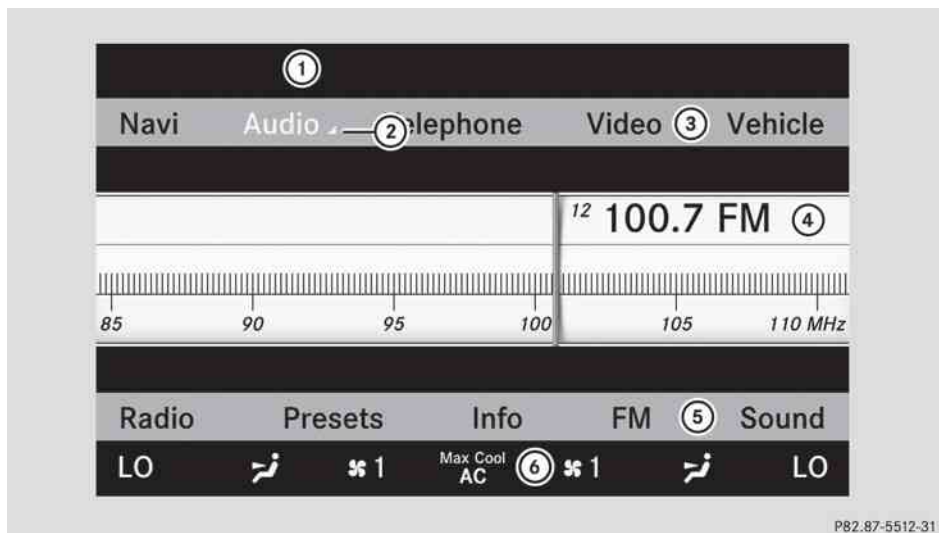 1
Navi Audio 2 elephone Video 3 Vehicle
12 100.7 FM 4
85 90 95 100 105 110 MHz
Radio Presets Info FM 5 Sound
LO 1 Max Cool AC 6 1 LO
P82.87-5512-31